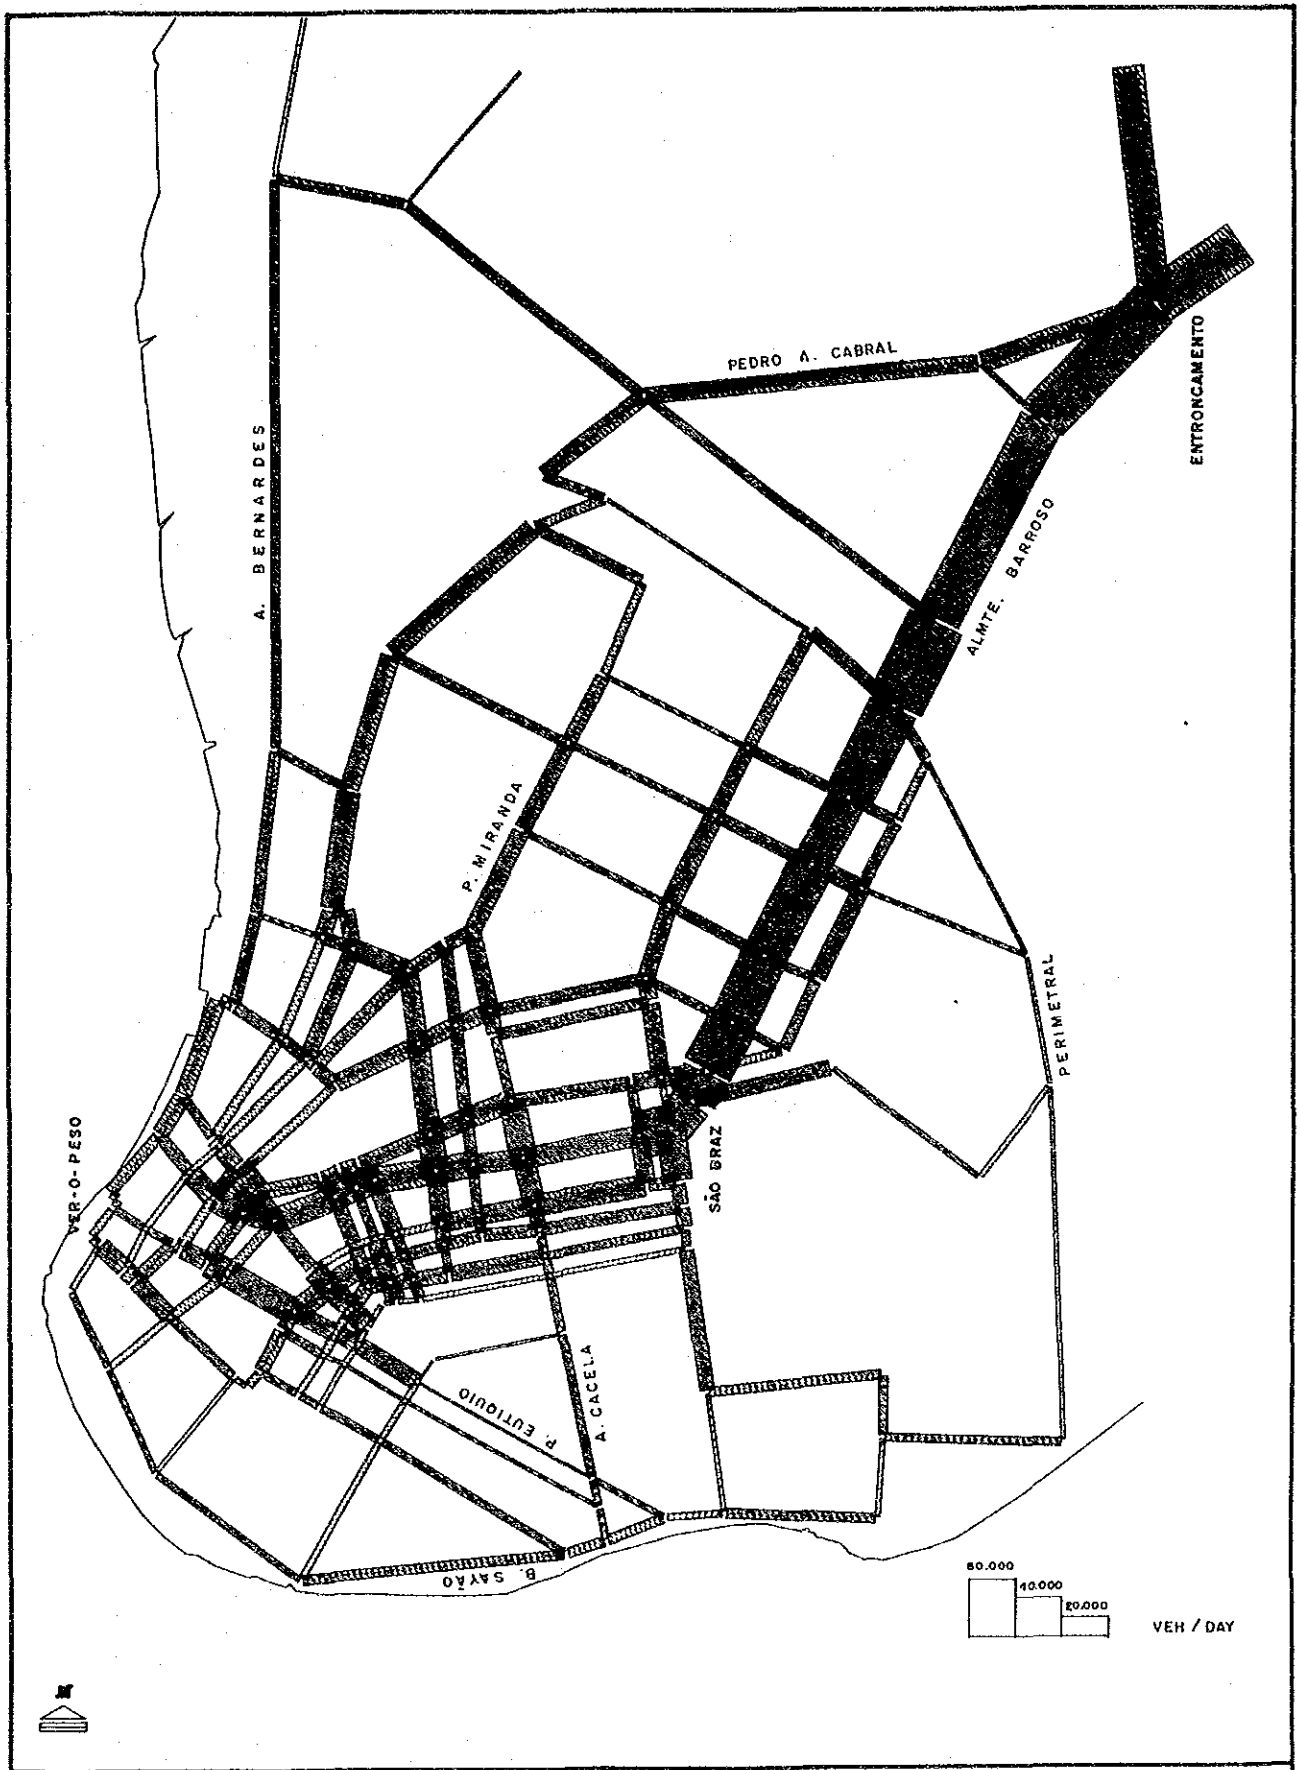 PEDRO A. CABRAL
ENTRONCAMENTO
A. BERNARDES
ALMTE. BARROSO
P. MIRANDA
PERIMETRAL
VER-O-PESO
SÃO BRAZ
A. CACELA
P. EUTIQUIO
B. SAYÃO
60.000
40.000
20.000
VEH / DAY
N